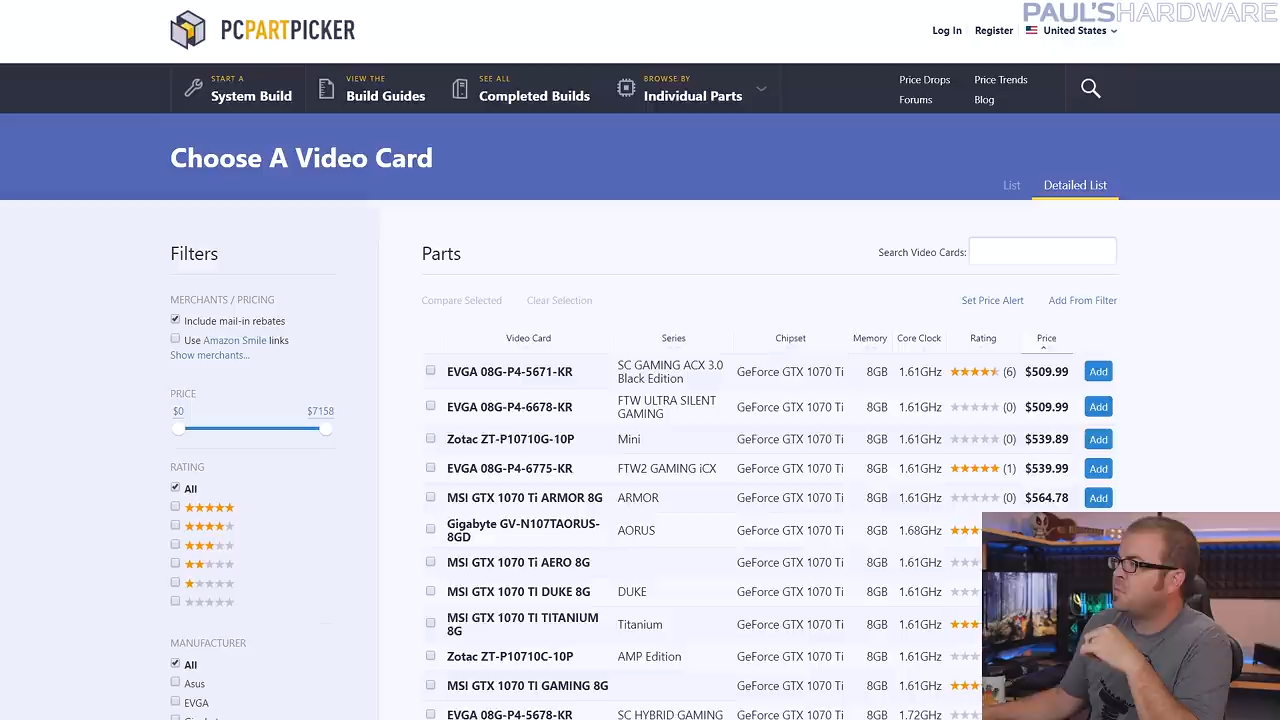 PAUL'SHARDWARE
PCPARTPICKER
Log In Register United States
START A
System Build
VIEW THE
Build Guides
SEE ALL
Completed Builds
BROWSE BY
Individual Parts
Price Drops Price Trends
Forums Blog
Choose A Video Card
List Detailed List
Filters
MERCHANTS / PRICING
Include mail-in rebates
Use Amazon Smile links
Show merchants...
PRICE
$0 $7158
RATING
All
MANUFACTURER
All
Asus
EVGA
Parts
Search Video Cards:
Compare Selected Clear Selection Set Price Alert Add From Filter
Video Card Series Chipset Memory Core Clock Rating Price
EVGA 08G-P4-5671-KR SC GAMING ACX 3.0 Black Edition GeForce GTX 1070 Ti 8GB 1.61GHz (6) $509.99 Add
EVGA 08G-P4-6678-KR FTW ULTRA SILENT GAMING GeForce GTX 1070 Ti 8GB 1.61GHz (0) $509.99 Add
Zotac ZT-P10710G-10P Mini GeForce GTX 1070 Ti 8GB 1.61GHz (0) $539.89 Add
EVGA 08G-P4-6775-KR FTW2 GAMING iCX GeForce GTX 1070 Ti 8GB 1.61GHz (1) $539.99 Add
MSI GTX 1070 Ti ARMOR 8G ARMOR GeForce GTX 1070 Ti 8GB 1.61GHz (0) $564.78 Add
Gigabyte GV-N107TAORUS-8GD AORUS GeForce GTX 1070 Ti 8GB 1.68GHz
MSI GTX 1070 Ti AERO 8G GeForce GTX 1070 Ti 8GB 1.61GHz
MSI GTX 1070 TI DUKE 8G DUKE GeForce GTX 1070 Ti 8GB 1.61GHz
MSI GTX 1070 TI TITANIUM 8G Titanium GeForce GTX 1070 Ti 8GB 1.61GHz
Zotac ZT-P10710C-10P AMP Edition GeForce GTX 1070 Ti 8GB 1.61GHz
MSI GTX 1070 TI GAMING 8G GeForce GTX 1070 Ti 8GB 1.61GHz
EVGA 08G-P4-5678-KR SC HYBRID GAMING GeForce GTX 1070 Ti 8GB 1.72GHz